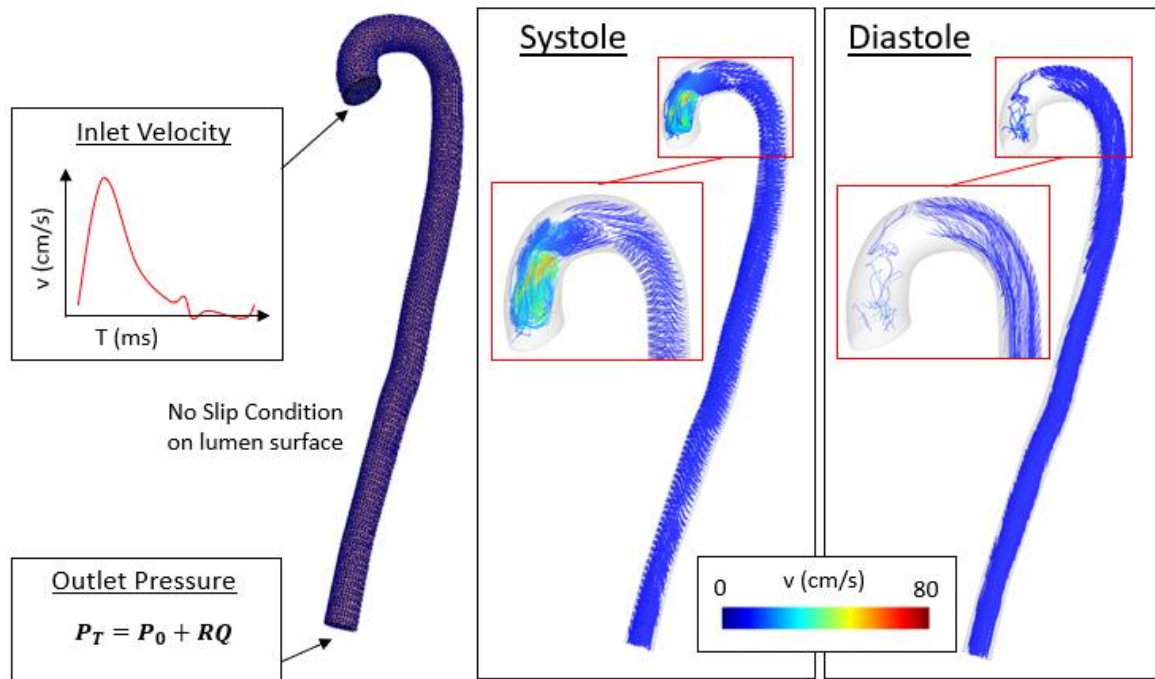 Inlet Velocity
v (cm/s)
T (ms)
No Slip Condition
on lumen surface
Outlet Pressure
P_T = P_0 + RQ
Systole
Diastole
v (cm/s)
0
80